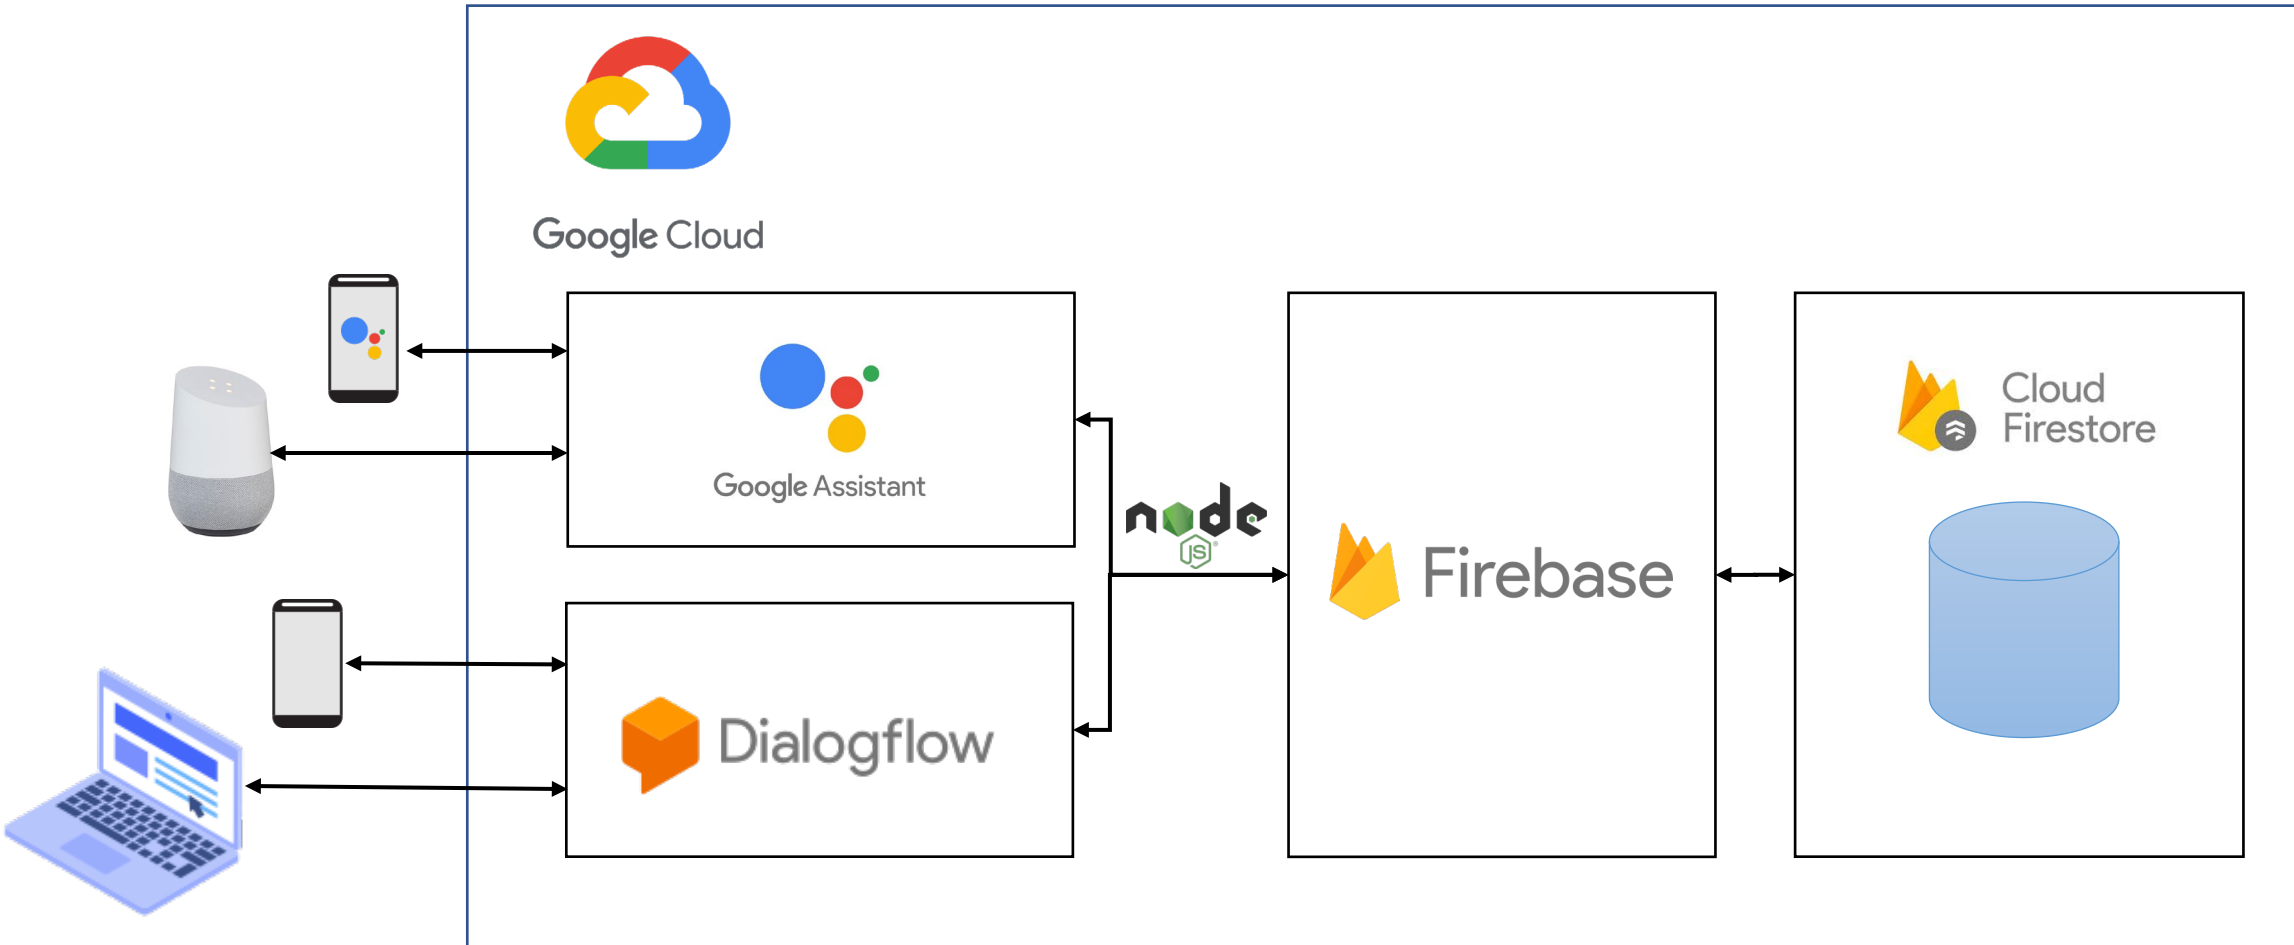 Google Cloud
Google Assistant
node
JS
Dialogflow
Firebase
Cloud
Firestore